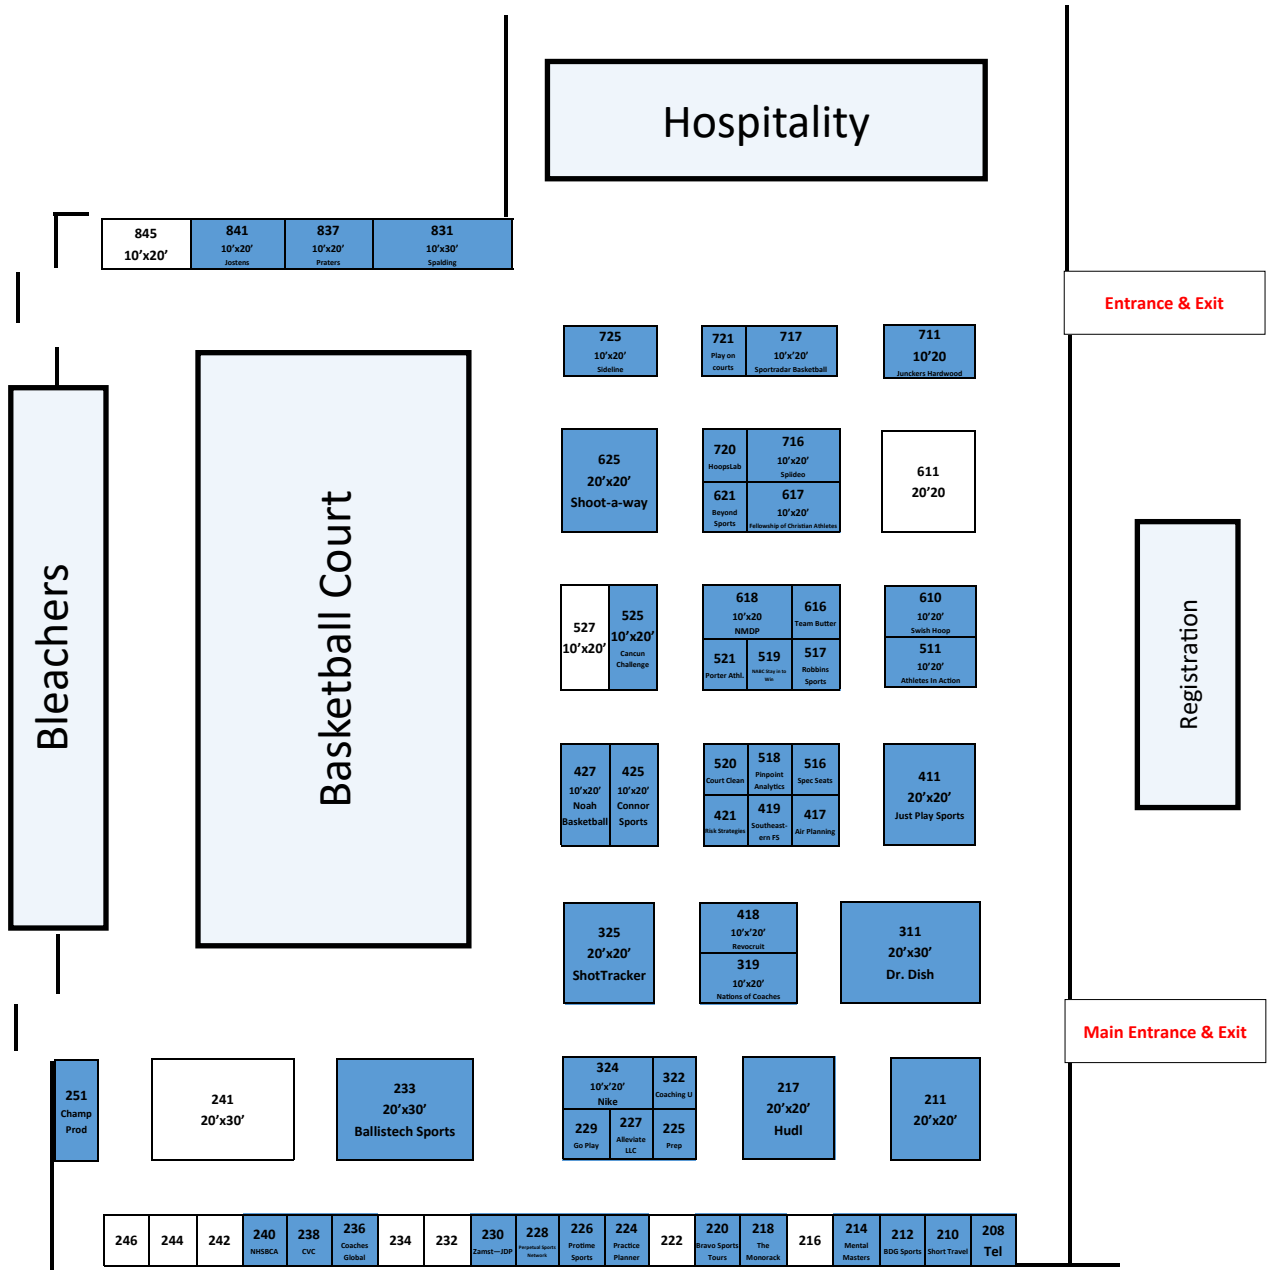 Hospitality
845
10'x20'
841
10'x20'
Jostens
837
10'x20'
Praters
831
10'x30'
Spalding
Entrance & Exit
725
10'x20'
Sideline
721
Play on
courts
717
10'x'20'
Sportradar Basketball
711
10'20
Junckers Hardwood
625
20'x20'
Shoot-a-way
720
HoopsLab
716
10'x20'
Spiideo
621
Beyond
Sports
617
10'x20'
Fellowship of Christian Athletes
611
20'20
Bleachers
Basketball Court
Registration
527
10'x20'
525
10'x20'
Cancun
Challenge
618
10'x20
NMDP
616
Team Butter
521
Porter Athl.
519
NABC Stay in to
Win
517
Robbins
Sports
610
10'20'
Swish Hoop
511
10'20'
Athletes In Action
427
10'x20'
Noah
Basketball
425
10'x20'
Connor
Sports
520
Court Clean
518
Pinpoint
Analytics
516
Spec Seats
421
Risk Strategies
419
Southeast-
ern FS
417
Air Planning
411
20'x20'
Just Play Sports
325
20'x20'
ShotTracker
418
10'x'20'
Revocruit
319
10'x20'
Nations of Coaches
311
20'x30'
Dr. Dish
Main Entrance & Exit
251
Champ
Prod
241
20'x30'
233
20'x30'
Ballistech Sports
324
10'x'20'
Nike
322
Coaching U
229
Go Play
227
Alleviate
LLC
225
Prep
217
20'x20'
Hudl
211
20'x20'
246
244
242
240
NHSBCA
238
CVC
236
Coaches
Global
234
232
230
Zamst—JDP
228
Perpetual Sports
Network
226
Protime
Sports
224
Practice
Planner
222
220
Bravo Sports
Tours
218
The
Monorack
216
214
Mental
Masters
212
BDG Sports
210
Short Travel
208
Tel